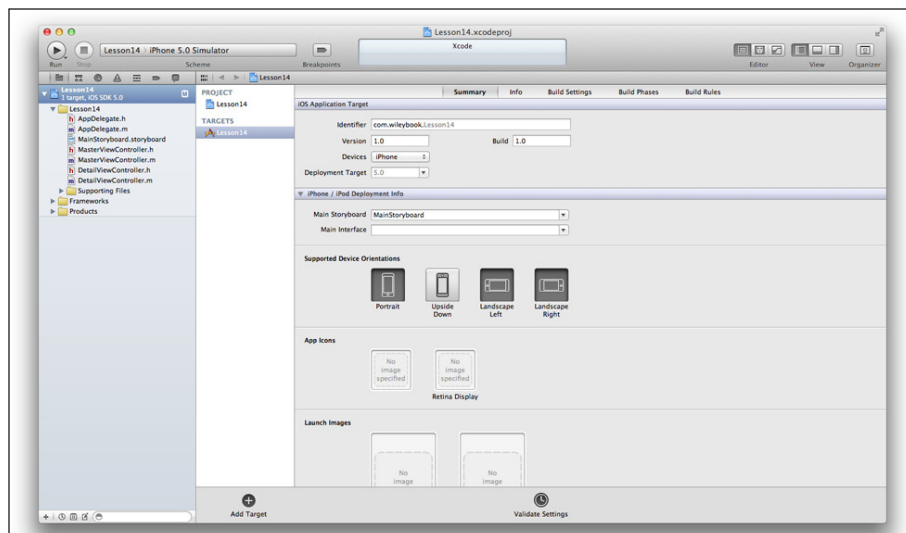 Lesson14.xcodeproj
Lesson14 › iPhone 5.0 Simulator
Xcode
Run Stop Scheme Breakpoints Editor View Organizer
Lesson14
Lesson14
1 target, iOS SDK 5.0
M
Lesson14
h AppDelegate.h
m AppDelegate.m
MainStoryboard.storyboard
h MasterViewController.h
m MasterViewController.m
h DetailViewController.h
m DetailViewController.m
Supporting Files
Frameworks
Products
PROJECT
Lesson14
TARGETS
Lesson14
Summary Info Build Settings Build Phases Build Rules
iOS Application Target
Identifier com.wileybook.Lesson14
Version 1.0 Build 1.0
Devices iPhone
Deployment Target 5.0
iPhone / iPod Deployment Info
Main Storyboard MainStoryboard
Main Interface
Supported Device Orientations
Portrait
Upside
Down
Landscape
Left
Landscape
Right
App Icons
No
image
specified
No
image
specified
Retina Display
Launch Images
No
image
No
image
Add Target Validate Settings